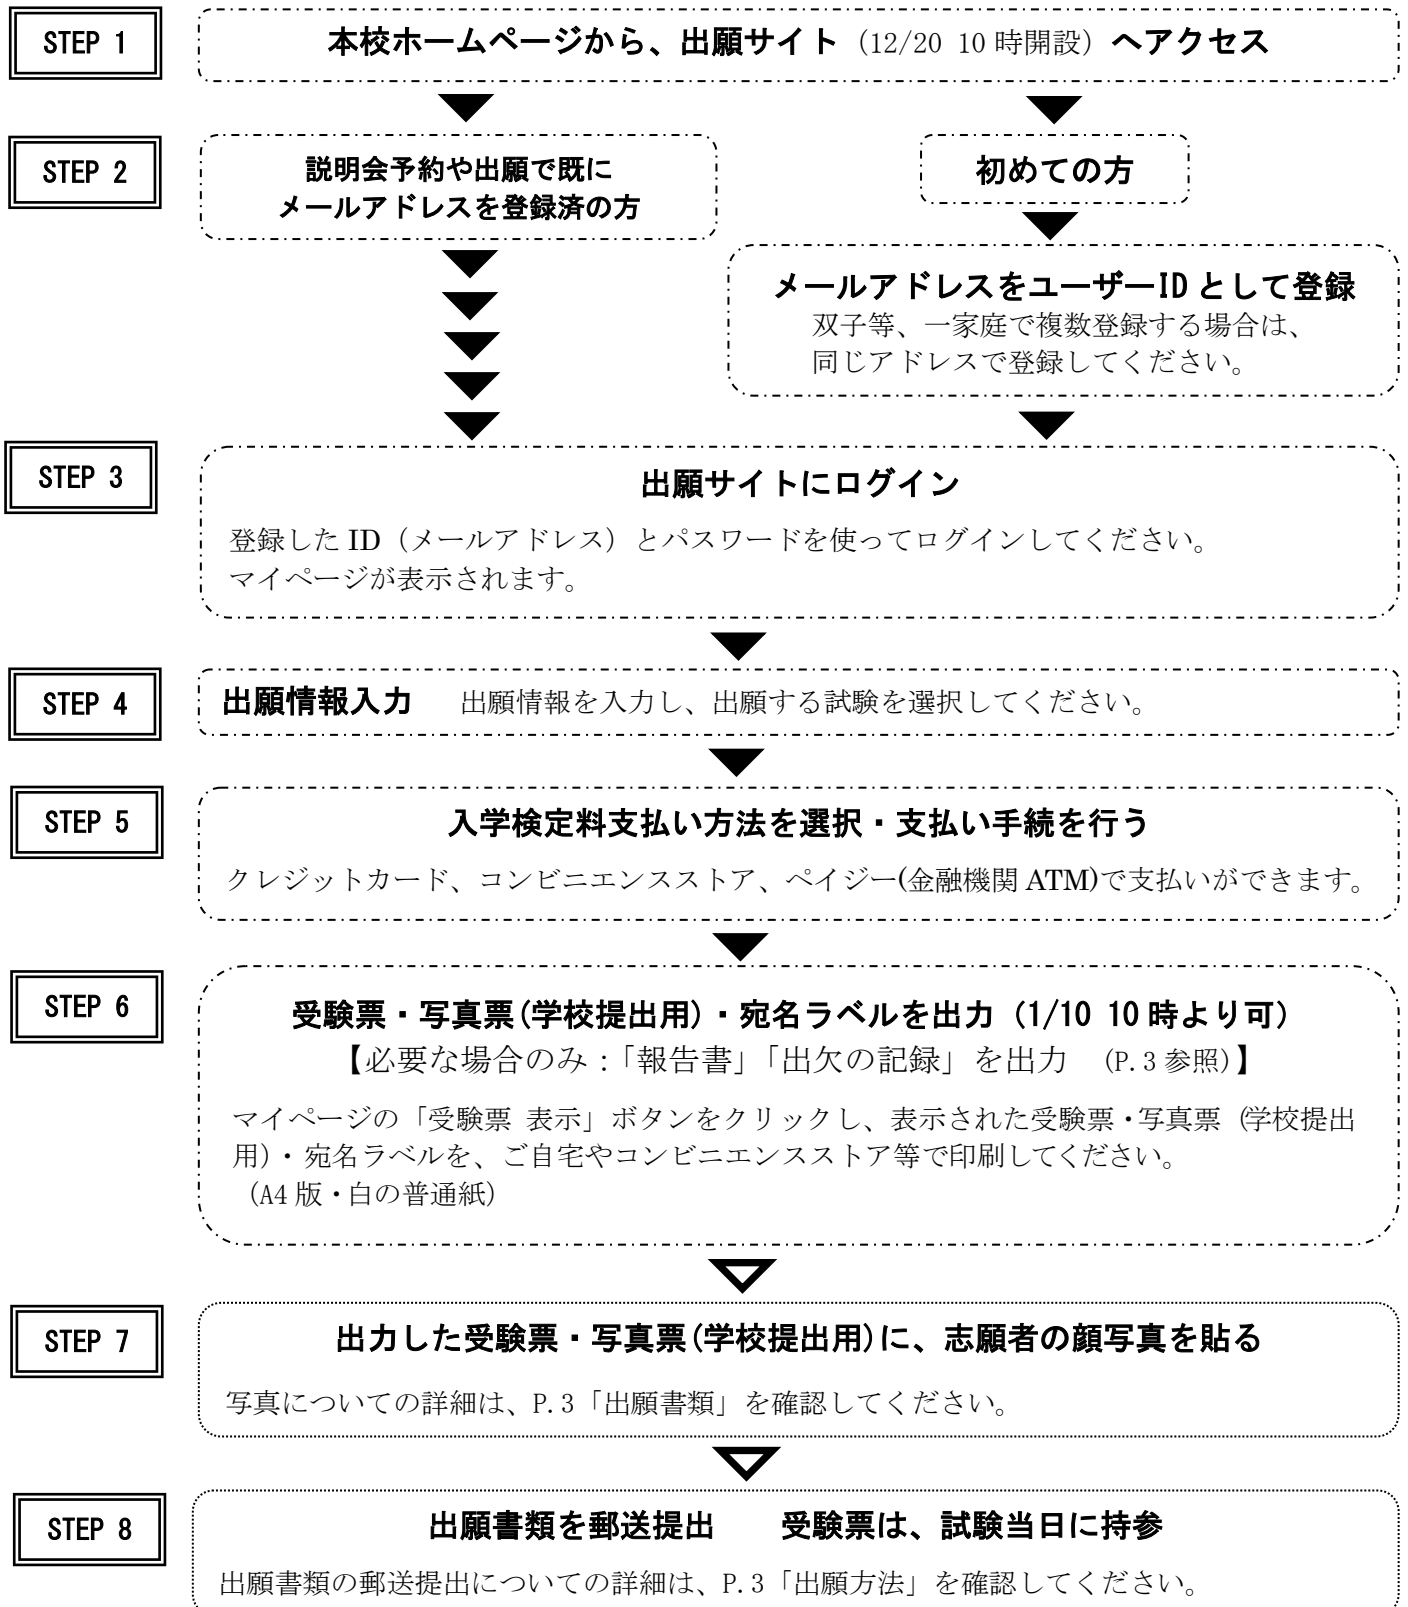 STEP 1
本校ホームページから、出願サイト（12/20 10時開設）へアクセス
STEP 2
説明会予約や出願で既に
メールアドレスを登録済の方
初めての方
メールアドレスをユーザーIDとして登録
双子等、一家庭で複数登録する場合は、
同じアドレスで登録してください。
STEP 3
出願サイトにログイン
登録したID（メールアドレス）とパスワードを使ってログインしてください。
マイページが表示されます。
STEP 4
出願情報入力　出願情報を入力し、出願する試験を選択してください。
STEP 5
入学検定料支払い方法を選択・支払い手続を行う
クレジットカード、コンビニエンスストア、ペイジー(金融機関ATM)で支払いができます。
STEP 6
受験票・写真票(学校提出用)・宛名ラベルを出力（1/10 10時より可）
【必要な場合のみ：「報告書」「出欠の記録」を出力　(P.3参照)】
マイページの「受験票 表示」ボタンをクリックし、表示された受験票・写真票（学校提出
用）・宛名ラベルを、ご自宅やコンビニエンスストア等で印刷してください。
（A4版・白の普通紙）
STEP 7
出力した受験票・写真票(学校提出用)に、志願者の顔写真を貼る
写真についての詳細は、P.3「出願書類」を確認してください。
STEP 8
出願書類を郵送提出　　受験票は、試験当日に持参
出願書類の郵送提出についての詳細は、P.3「出願方法」を確認してください。